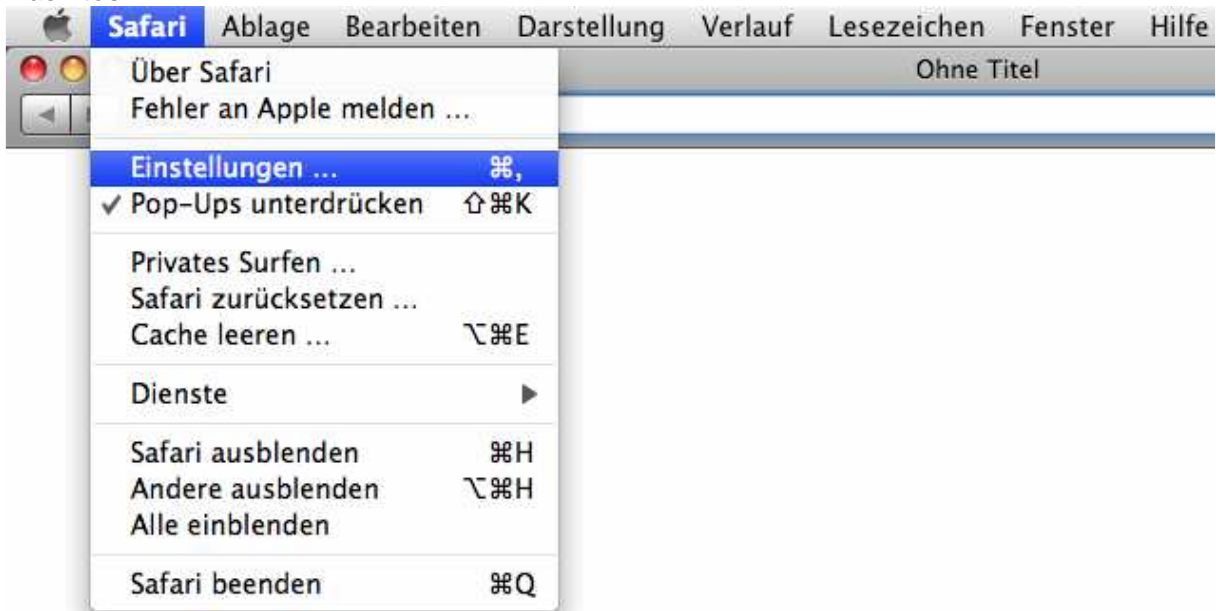 Safari Ablage Bearbeiten Darstellung Verlauf Lesezeichen Fenster Hilfe
Ohne Titel
Über Safari
Fehler an Apple melden ...
Einstellungen ... ⌘,
✓ Pop-Ups unterdrücken ⇧⌘K
Privates Surfen ...
Safari zurücksetzen ...
Cache leeren ... ⌥⌘E
Dienste ▶
Safari ausblenden ⌘H
Andere ausblenden ⌥⌘H
Alle einblenden
Safari beenden ⌘Q